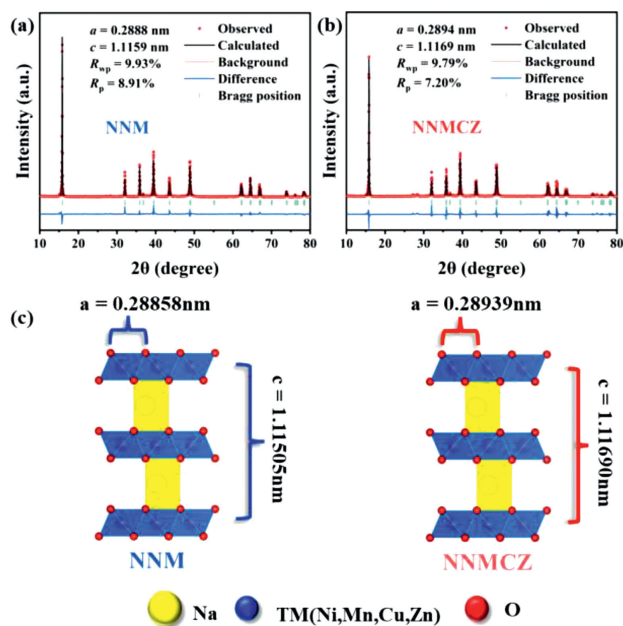 (a)
a = 0.2888 nm
c = 1.1159 nm
Rwp = 9.93%
Rp = 8.91%
NNM
Observed
Calculated
Background
Difference
Bragg position
Intensity (a.u.)
10 20 30 40 50 60 70 80
2θ (degree)
(b)
a = 0.2894 nm
c = 1.1169 nm
Rwp = 9.79%
Rp = 7.20%
NNMCZ
Observed
Calculated
Background
Difference
Bragg position
Intensity (a.u.)
10 20 30 40 50 60 70 80
2θ (degree)
(c)
a = 0.28858nm
c = 1.11505nm
NNM
a = 0.28939nm
c = 1.11690nm
NNMCZ
Na TM(Ni,Mn,Cu,Zn) O